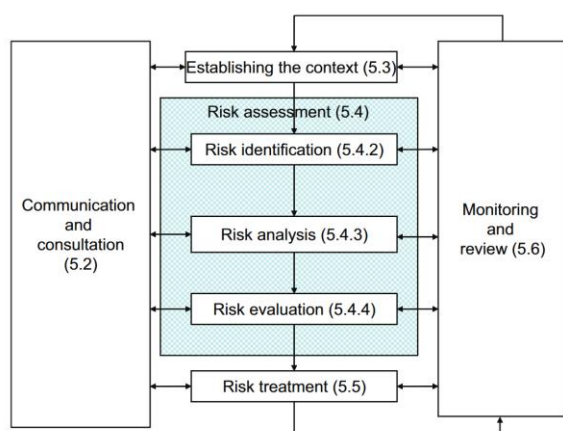 Establishing the context (5.3)
Risk assessment (5.4)
Risk identification (5.4.2)
Communication
and
consultation
(5.2)
Risk analysis (5.4.3)
Monitoring
and
review (5.6)
Risk evaluation (5.4.4)
Risk treatment (5.5)